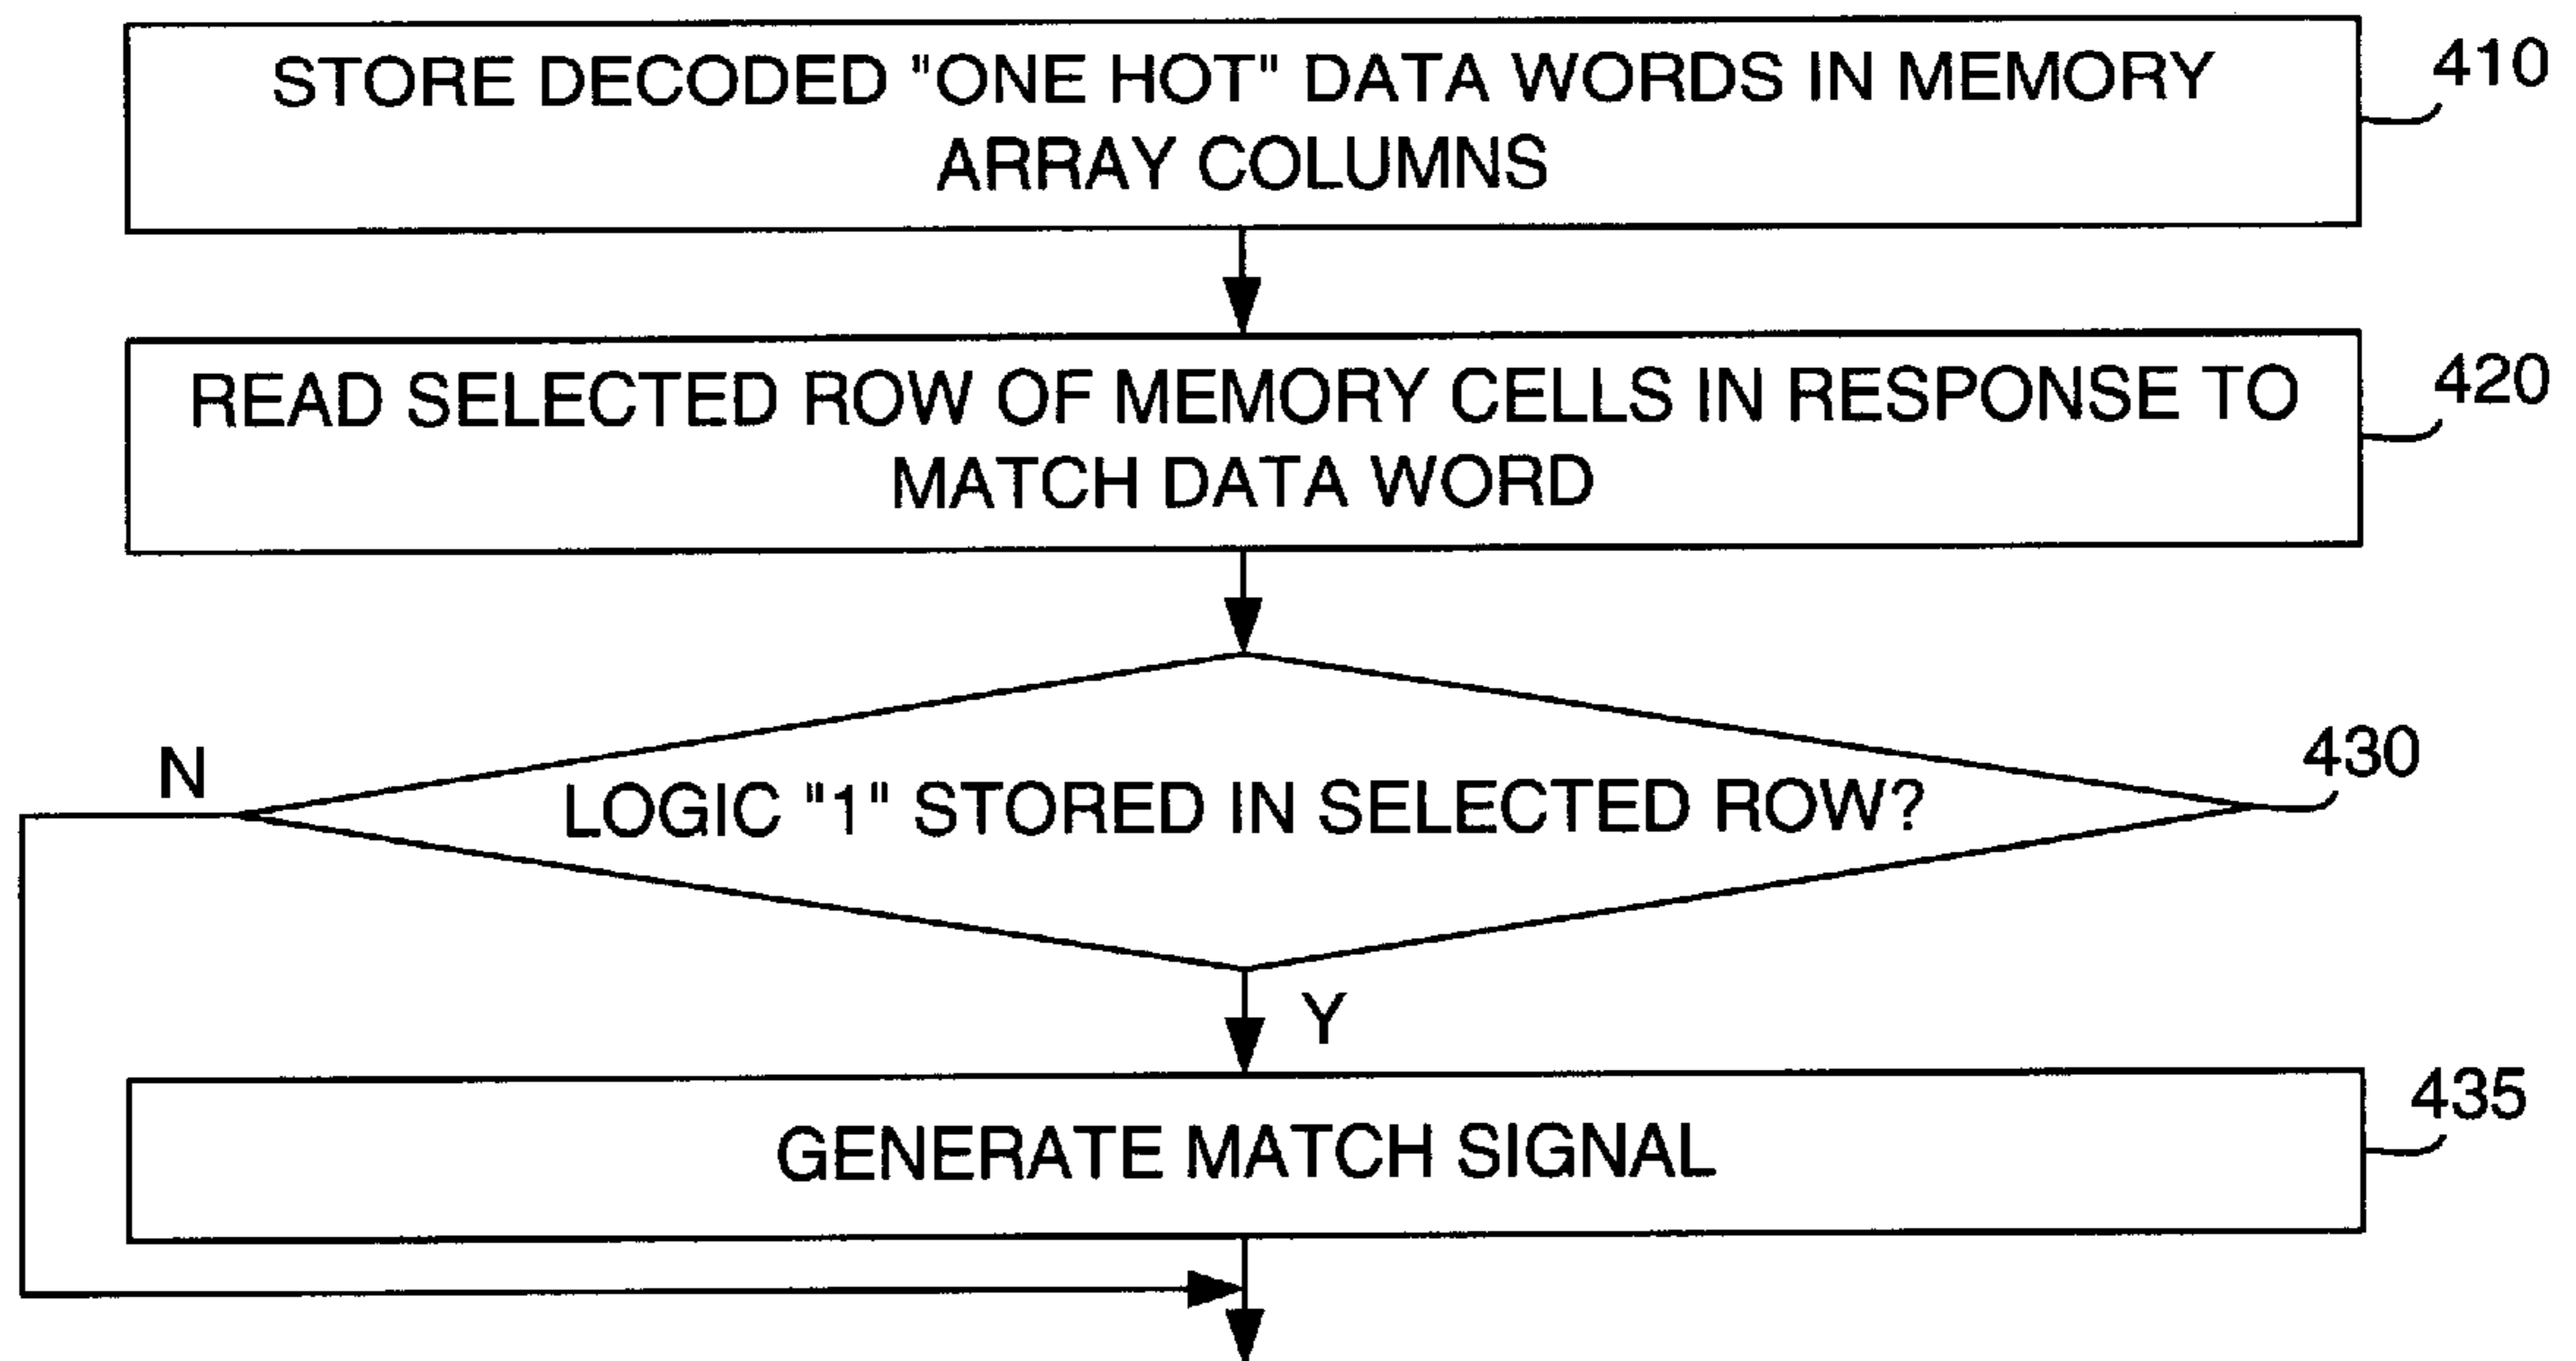 STORE DECODED "ONE HOT" DATA WORDS IN MEMORY
ARRAY COLUMNS
410
READ SELECTED ROW OF MEMORY CELLS IN RESPONSE TO
MATCH DATA WORD
420
N
LOGIC "1" STORED IN SELECTED ROW?
430
Y
GENERATE MATCH SIGNAL
435